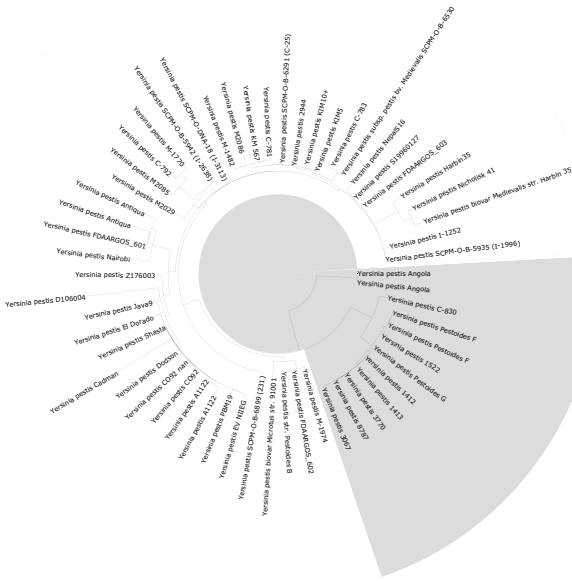 Yersinia pestis SCPM-O-B-6291 (C-25)
Yersinia pestis 2944
Yersinia pestis KIM10+
Yersinia pestis KIM5
Yersinia pestis C-783
Yersinia pestis subsp. pestis bv. Medievalis SCPM-O-B-6530
Yersinia pestis Nepal516
Yersinia pestis S19960127
Yersinia pestis FDAARGOS_603
Yersinia pestis Harbin35
Yersinia pestis Nicholisk 41
Yersinia pestis biovar Medievalis str. Harbin 35
Yersinia pestis I-1252
Yersinia pestis SCPM-O-B-5935 (I-1996)
Yersinia pestis Angola
Yersinia pestis Angola
Yersinia pestis C-830
Yersinia pestis Pestoides F
Yersinia pestis Pestoides F
Yersinia pestis 1522
Yersinia pestis Pestoides G
Yersinia pestis 1412
Yersinia pestis 1413
Yersinia pestis 3770
Yersinia pestis 8787
Yersinia pestis 3067
Yersinia pestis M-1974
Yersinia pestis FDAARGOS_602
Yersinia pestis str. Pestoides B
Yersinia pestis biovar Microtus str. 91001
Yersinia pestis SCPM-O-B-6899 (231)
Yersinia pestis EV NIIEG
Yersinia pestis PBM19
Yersinia pestis A1122
Yersinia pestis A1122
Yersinia pestis CO92
Yersinia pestis CO92 nan
Yersinia pestis Dodson
Yersinia pestis Cadman
Yersinia pestis Shasta
Yersinia pestis El Dorado
Yersinia pestis Java9
Yersinia pestis D106004
Yersinia pestis Z176003
Yersinia pestis Nairobi
Yersinia pestis FDAARGOS_601
Yersinia pestis Antiqua
Yersinia pestis Antiqua
Yersinia pestis M2029
Yersinia pestis M2085
Yersinia pestis C-792
Yersinia pestis M-1770
Yersinia pestis SCPM-O-B-5942 (I-2638)
Yersinia pestis SCPM-O-DNA-18 (I-3113)
Yersinia pestis M-1482
Yersinia pestis M2086
Yersinia pestis KM 567
Yersinia pestis C-781